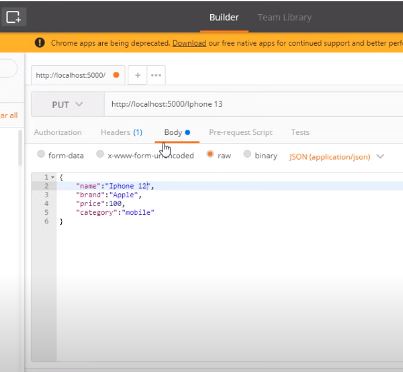 Builder Team Library
Chrome apps are being deprecated. Download our free native apps for continued support and better perf
http://localhost:5000/ + •••
ar all
PUT http://localhost:5000/Iphone 13
Authorization Headers (1) Body Pre-request Script Tests
form-data x-www-form-urlencoded raw binary JSON (application/json)
1 {
2 "name":"Iphone 12",
3 "brand":"Apple",
4 "price":100,
5 "category":"mobile"
6 }